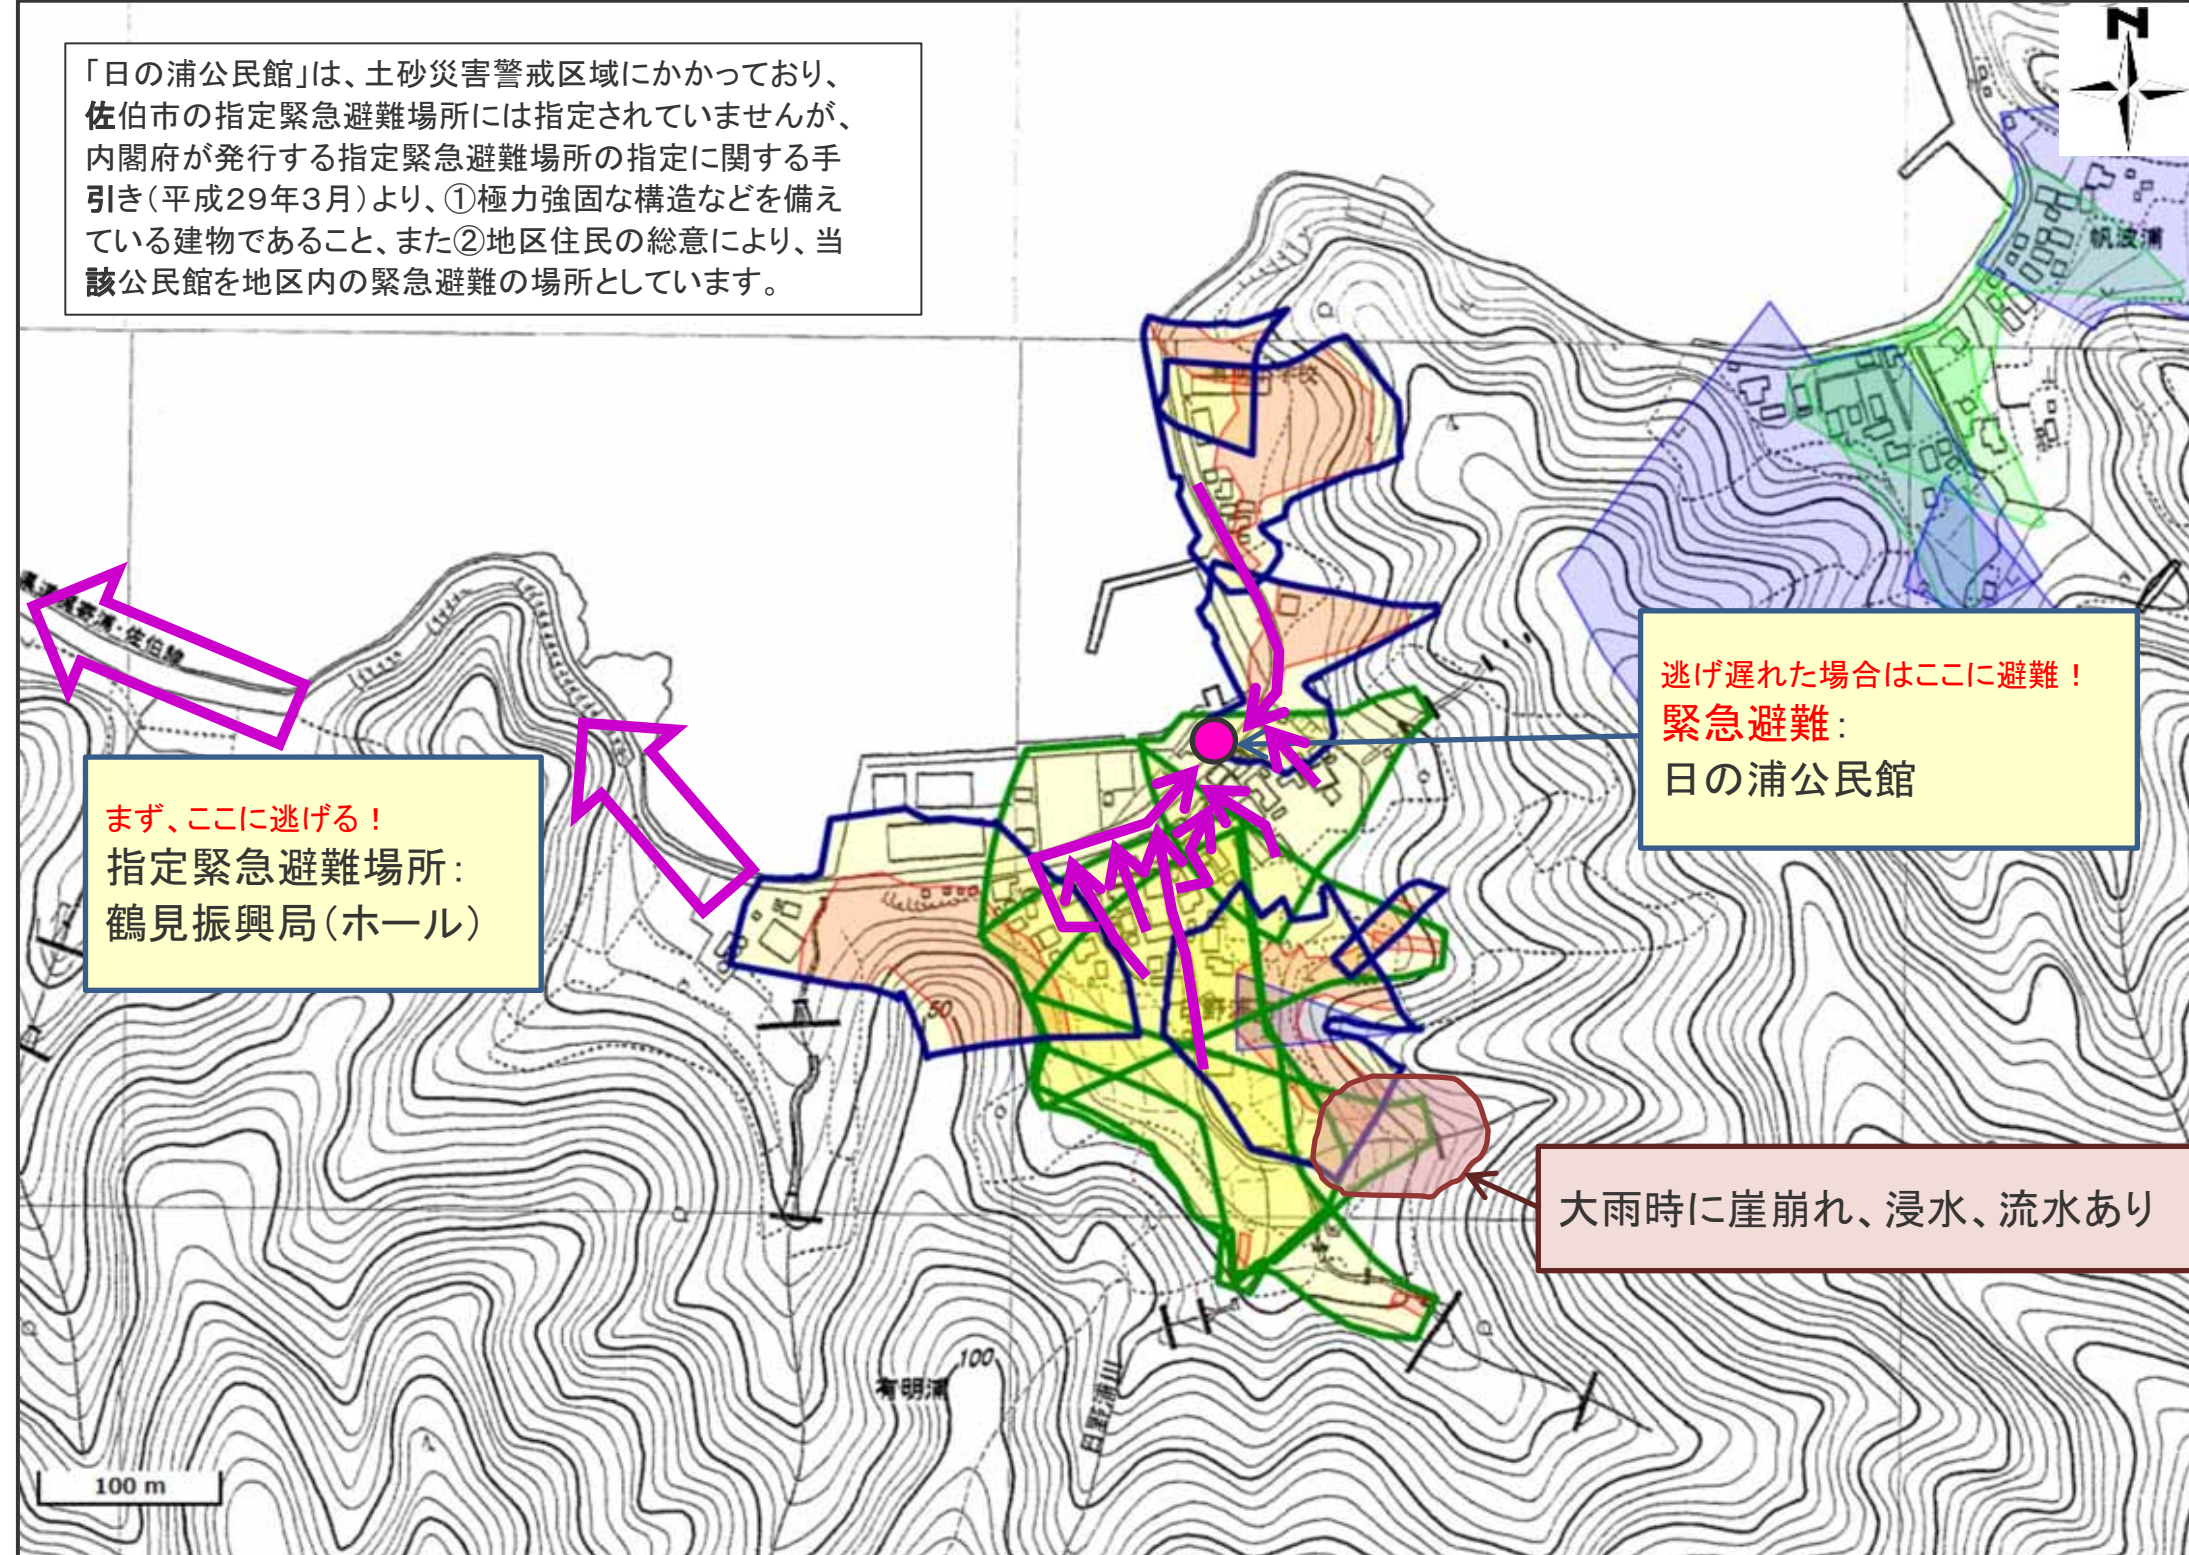 「日の浦公民館」は、土砂災害警戒区域にかかっており、
佐伯市の指定緊急避難場所には指定されていませんが、
内閣府が発行する指定緊急避難場所の指定に関する手
引き(平成29年3月)より、①極力強固な構造などを備え
ている建物であること、また②地区住民の総意により、当
該公民館を地区内の緊急避難の場所としています。
N
帆波浦
逃げ遅れた場合はここに避難！
緊急避難：
日の浦公民館
まず、ここに逃げる！
指定緊急避難場所：
鶴見振興局(ホール)
50
大雨時に崖崩れ、浸水、流水あり
100
有明浦
日野浦川
100 m